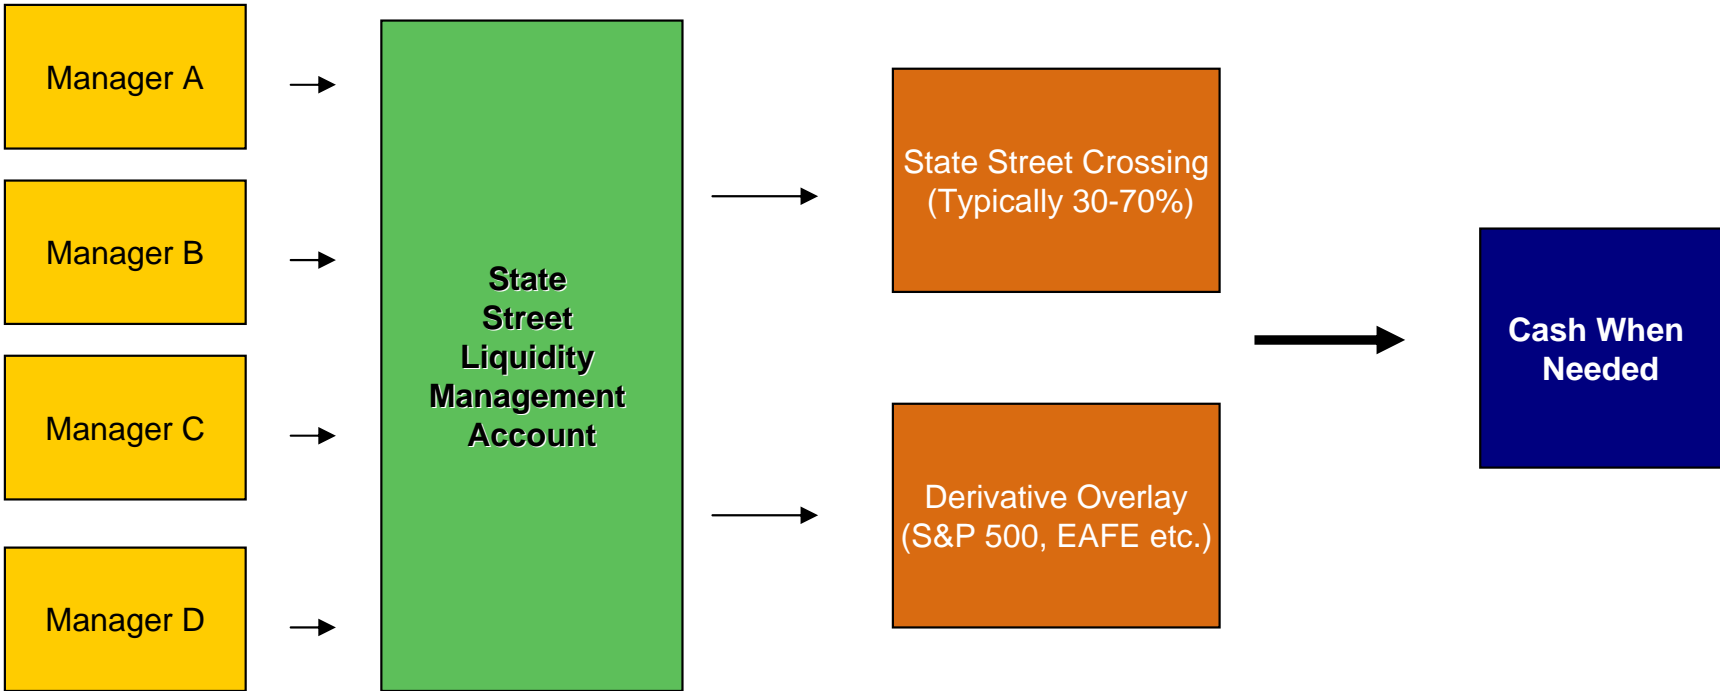 Manager A
Manager B
Manager C
Manager D
State
Street
Liquidity
Management
Account
State Street Crossing
(Typically 30-70%)
Derivative Overlay
(S&P 500, EAFE etc.)
Cash When
Needed